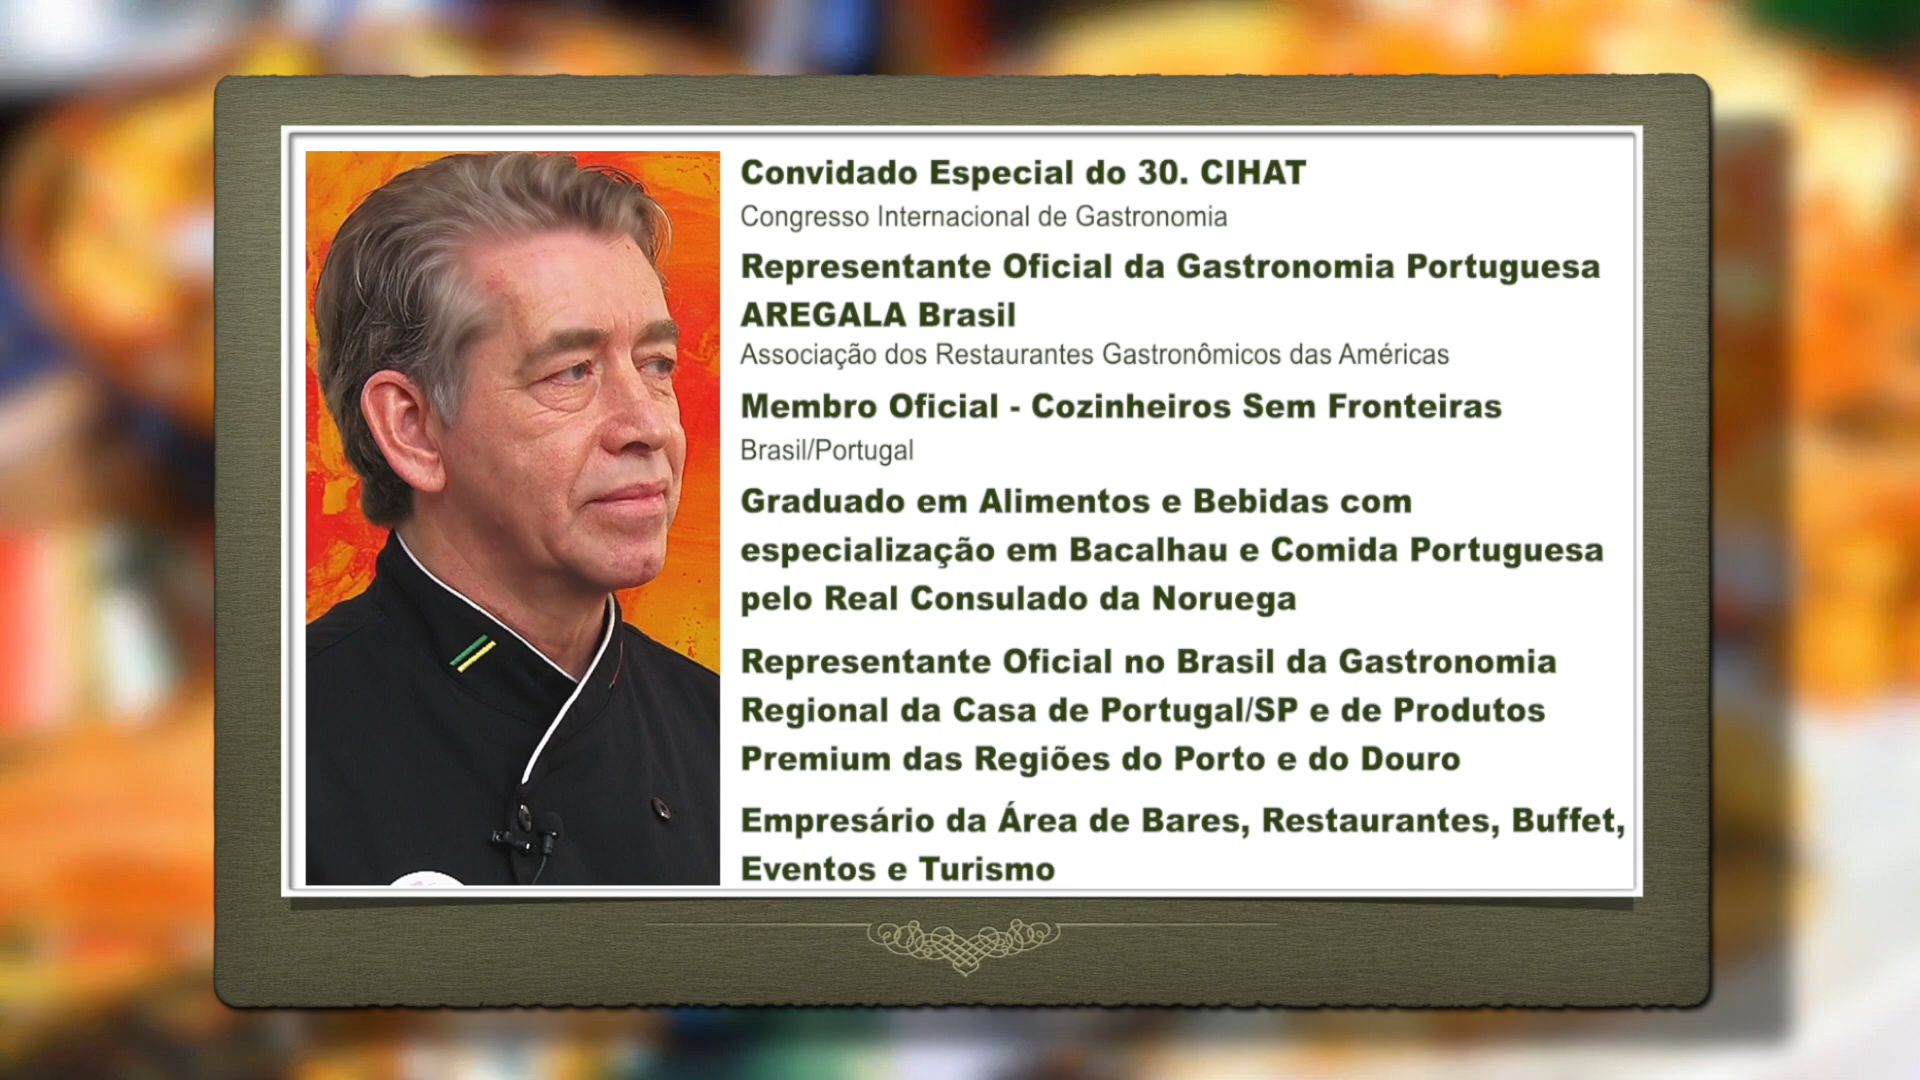 Convidado Especial do 30. CIHAT
Congresso Internacional de Gastronomia
Representante Oficial da Gastronomia Portuguesa
AREGALA Brasil
Associação dos Restaurantes Gastronômicos das Américas
Membro Oficial - Cozinheiros Sem Fronteiras
Brasil/Portugal
Graduado em Alimentos e Bebidas com
especialização em Bacalhau e Comida Portuguesa
pelo Real Consulado da Noruega
Representante Oficial no Brasil da Gastronomia
Regional da Casa de Portugal/SP e de Produtos
Premium das Regiões do Porto e do Douro
Empresário da Área de Bares, Restaurantes, Buffet,
Eventos e Turismo